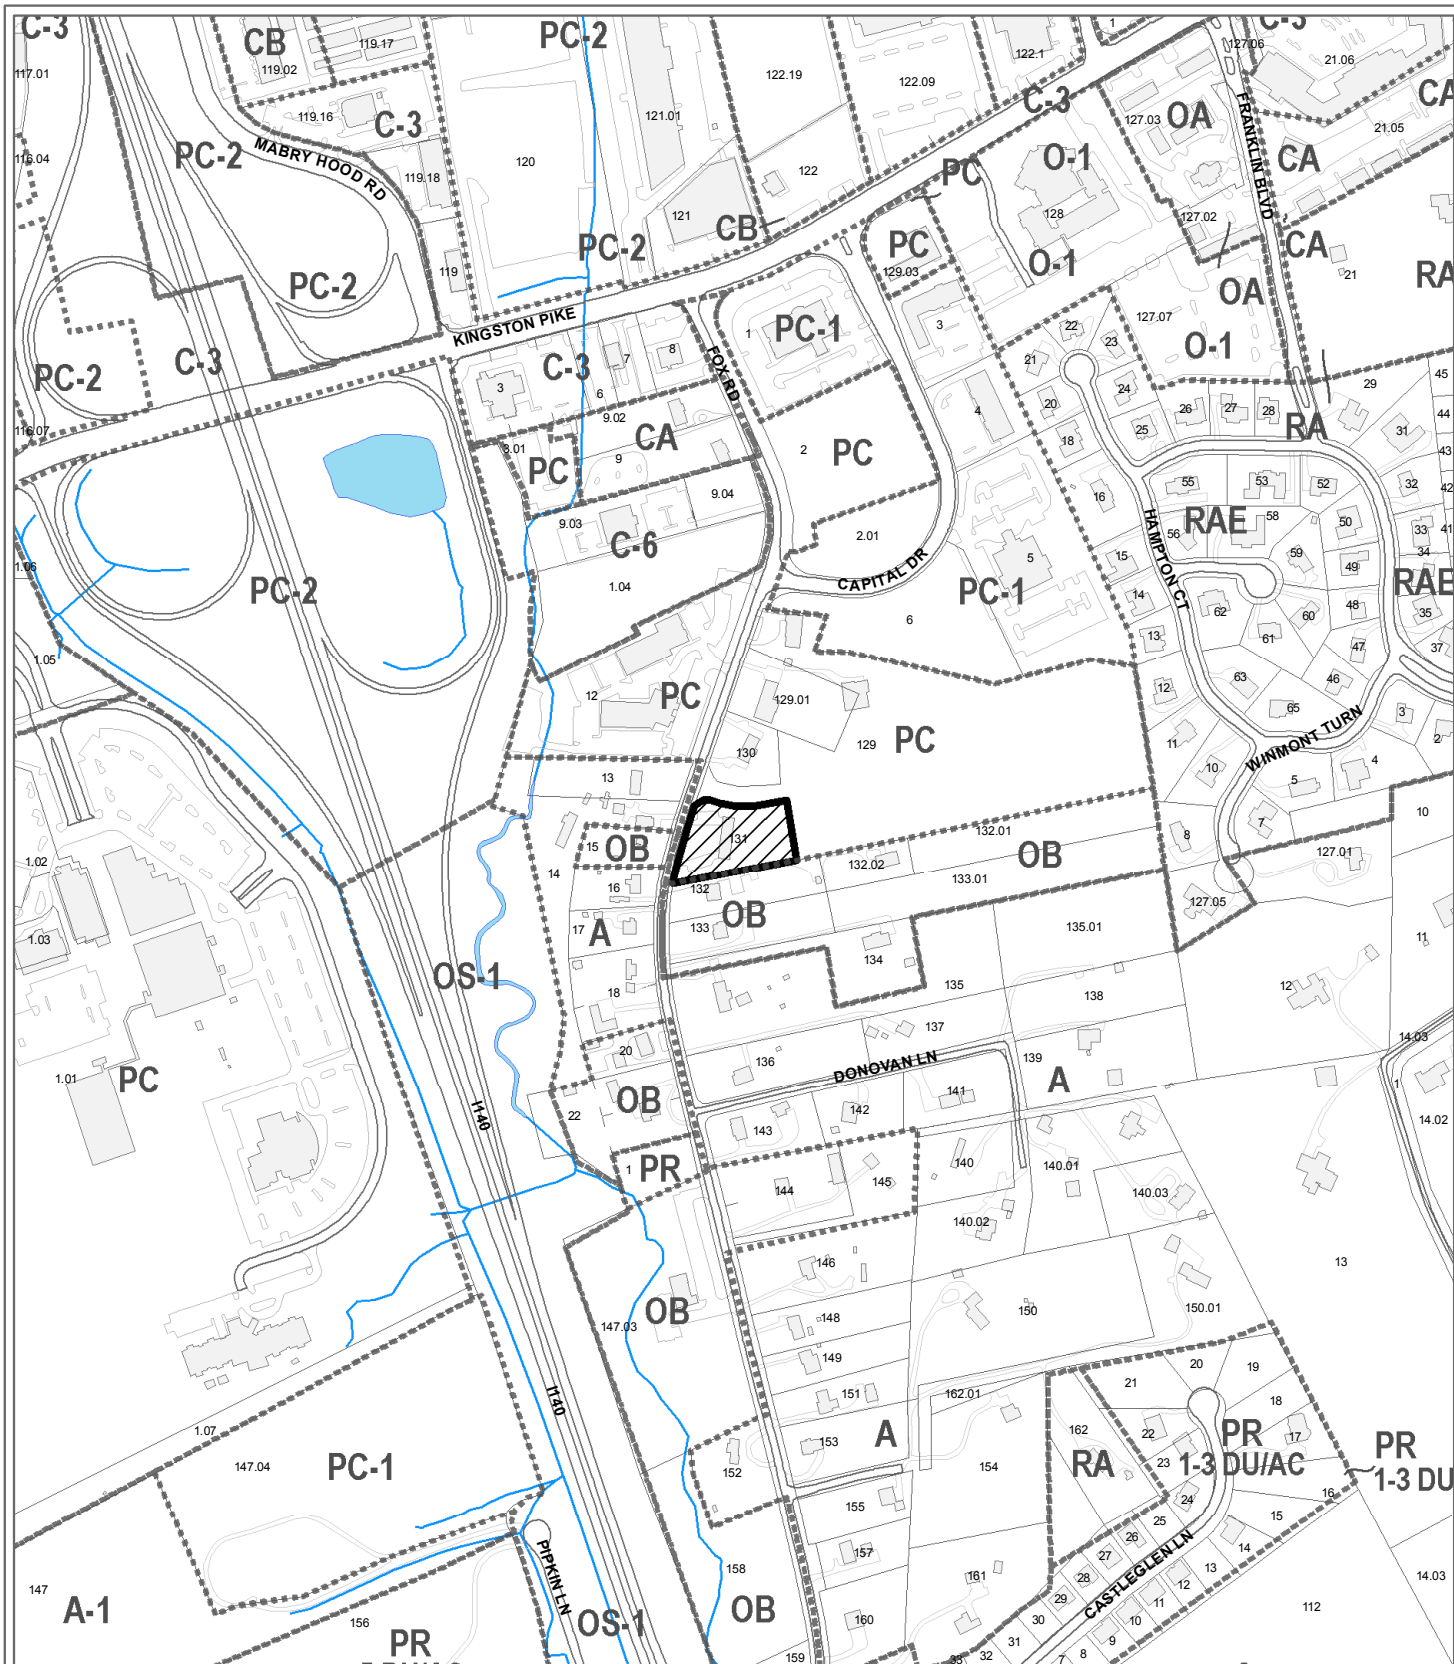 C-3
CB
119.17
119.02
PC-2
122.19
122.09
122.1
1
127.06
C-3
21.06
117.01
119.16
C-3
121.01
C-3
127.03
OA
FRANKLIN BLVD
CA
21.05
116.04
PC-2
MABRY HOOD RD
119.18
120
122
PC
O-1
CA
121
CB
128
127.02
PC-2
119
PC
129.03
O-1
CA
21
PC-2
OA
RA
KINGSTON PIKE
1
PC-1
3
22
23
127.07
O-1
PC-2
C-3
C-3
7
8
FOX RD
21
3
6
24
29
45
116.07
9.02
CA
4
20
26
27
28
RA
44
3.01
PC
9
2
PC
18
25
31
43
9.04
16
55
53
52
32
42
9.03
C-6
2.01
HAMPTON CT
RAE
58
50
33
41
56
34
1.06
PC-2
1.04
CAPITAL DR
5
PC-1
15
59
49
RAE
14
62
60
48
35
6
13
61
47
37
1.05
12
PC
129.01
12
63
46
65
3
130
129
PC
11
WINMONT TURN
2
4
13
10
5
131
132.01
7
10
15
OB
8
1.02
14
132.02
OB
127.01
16
132
133.01
127.05
OB
17
A
133
135.01
1.03
134
11
OS-1
18
135
12
138
20
137
14.03
136
DONOVAN LN
139
A
1.01
PC
OB
141
1
I140
22
142
143
14.02
1
PR
140
140.01
144
145
140.03
140.02
146
13
OB
147.03
148
150
150.01
149
20
19
I140
151
162.01
21
18
1.07
153
A
162
22
PR
17
PR
147.04
PC-1
152
154
RA
23
1-3 DU/AC
1-3 DU
24
16
155
25
15
26
PIPKIN LN
157
27
14
158
28
13
14.03
147
161
12
A-1
29
CASTLEGLEN LN
11
112
156
OS-1
OB
160
30
10
PR
31
9
159
33
32
7
8